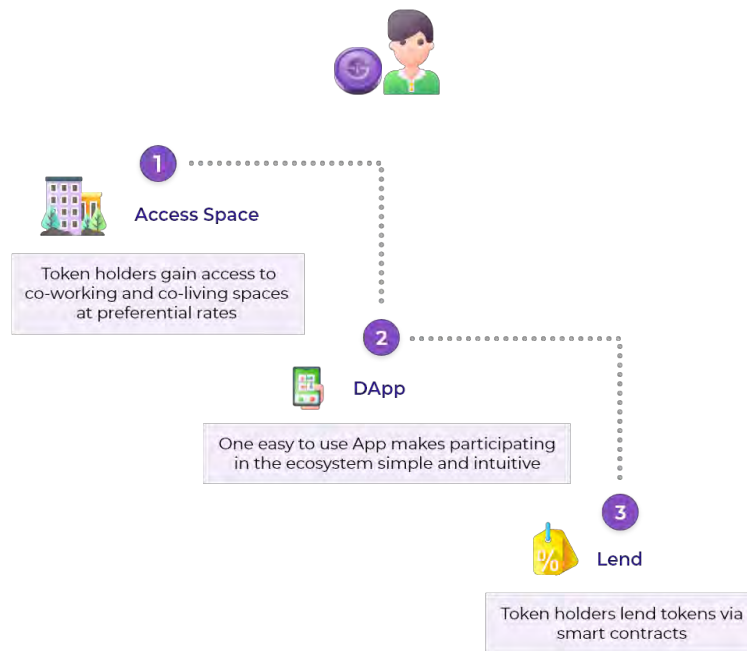 1
Access Space
Token holders gain access to
co-working and co-living spaces
at preferential rates
2
DApp
One easy to use App makes participating
in the ecosystem simple and intuitive
3
%
Lend
Token holders lend tokens via
smart contracts